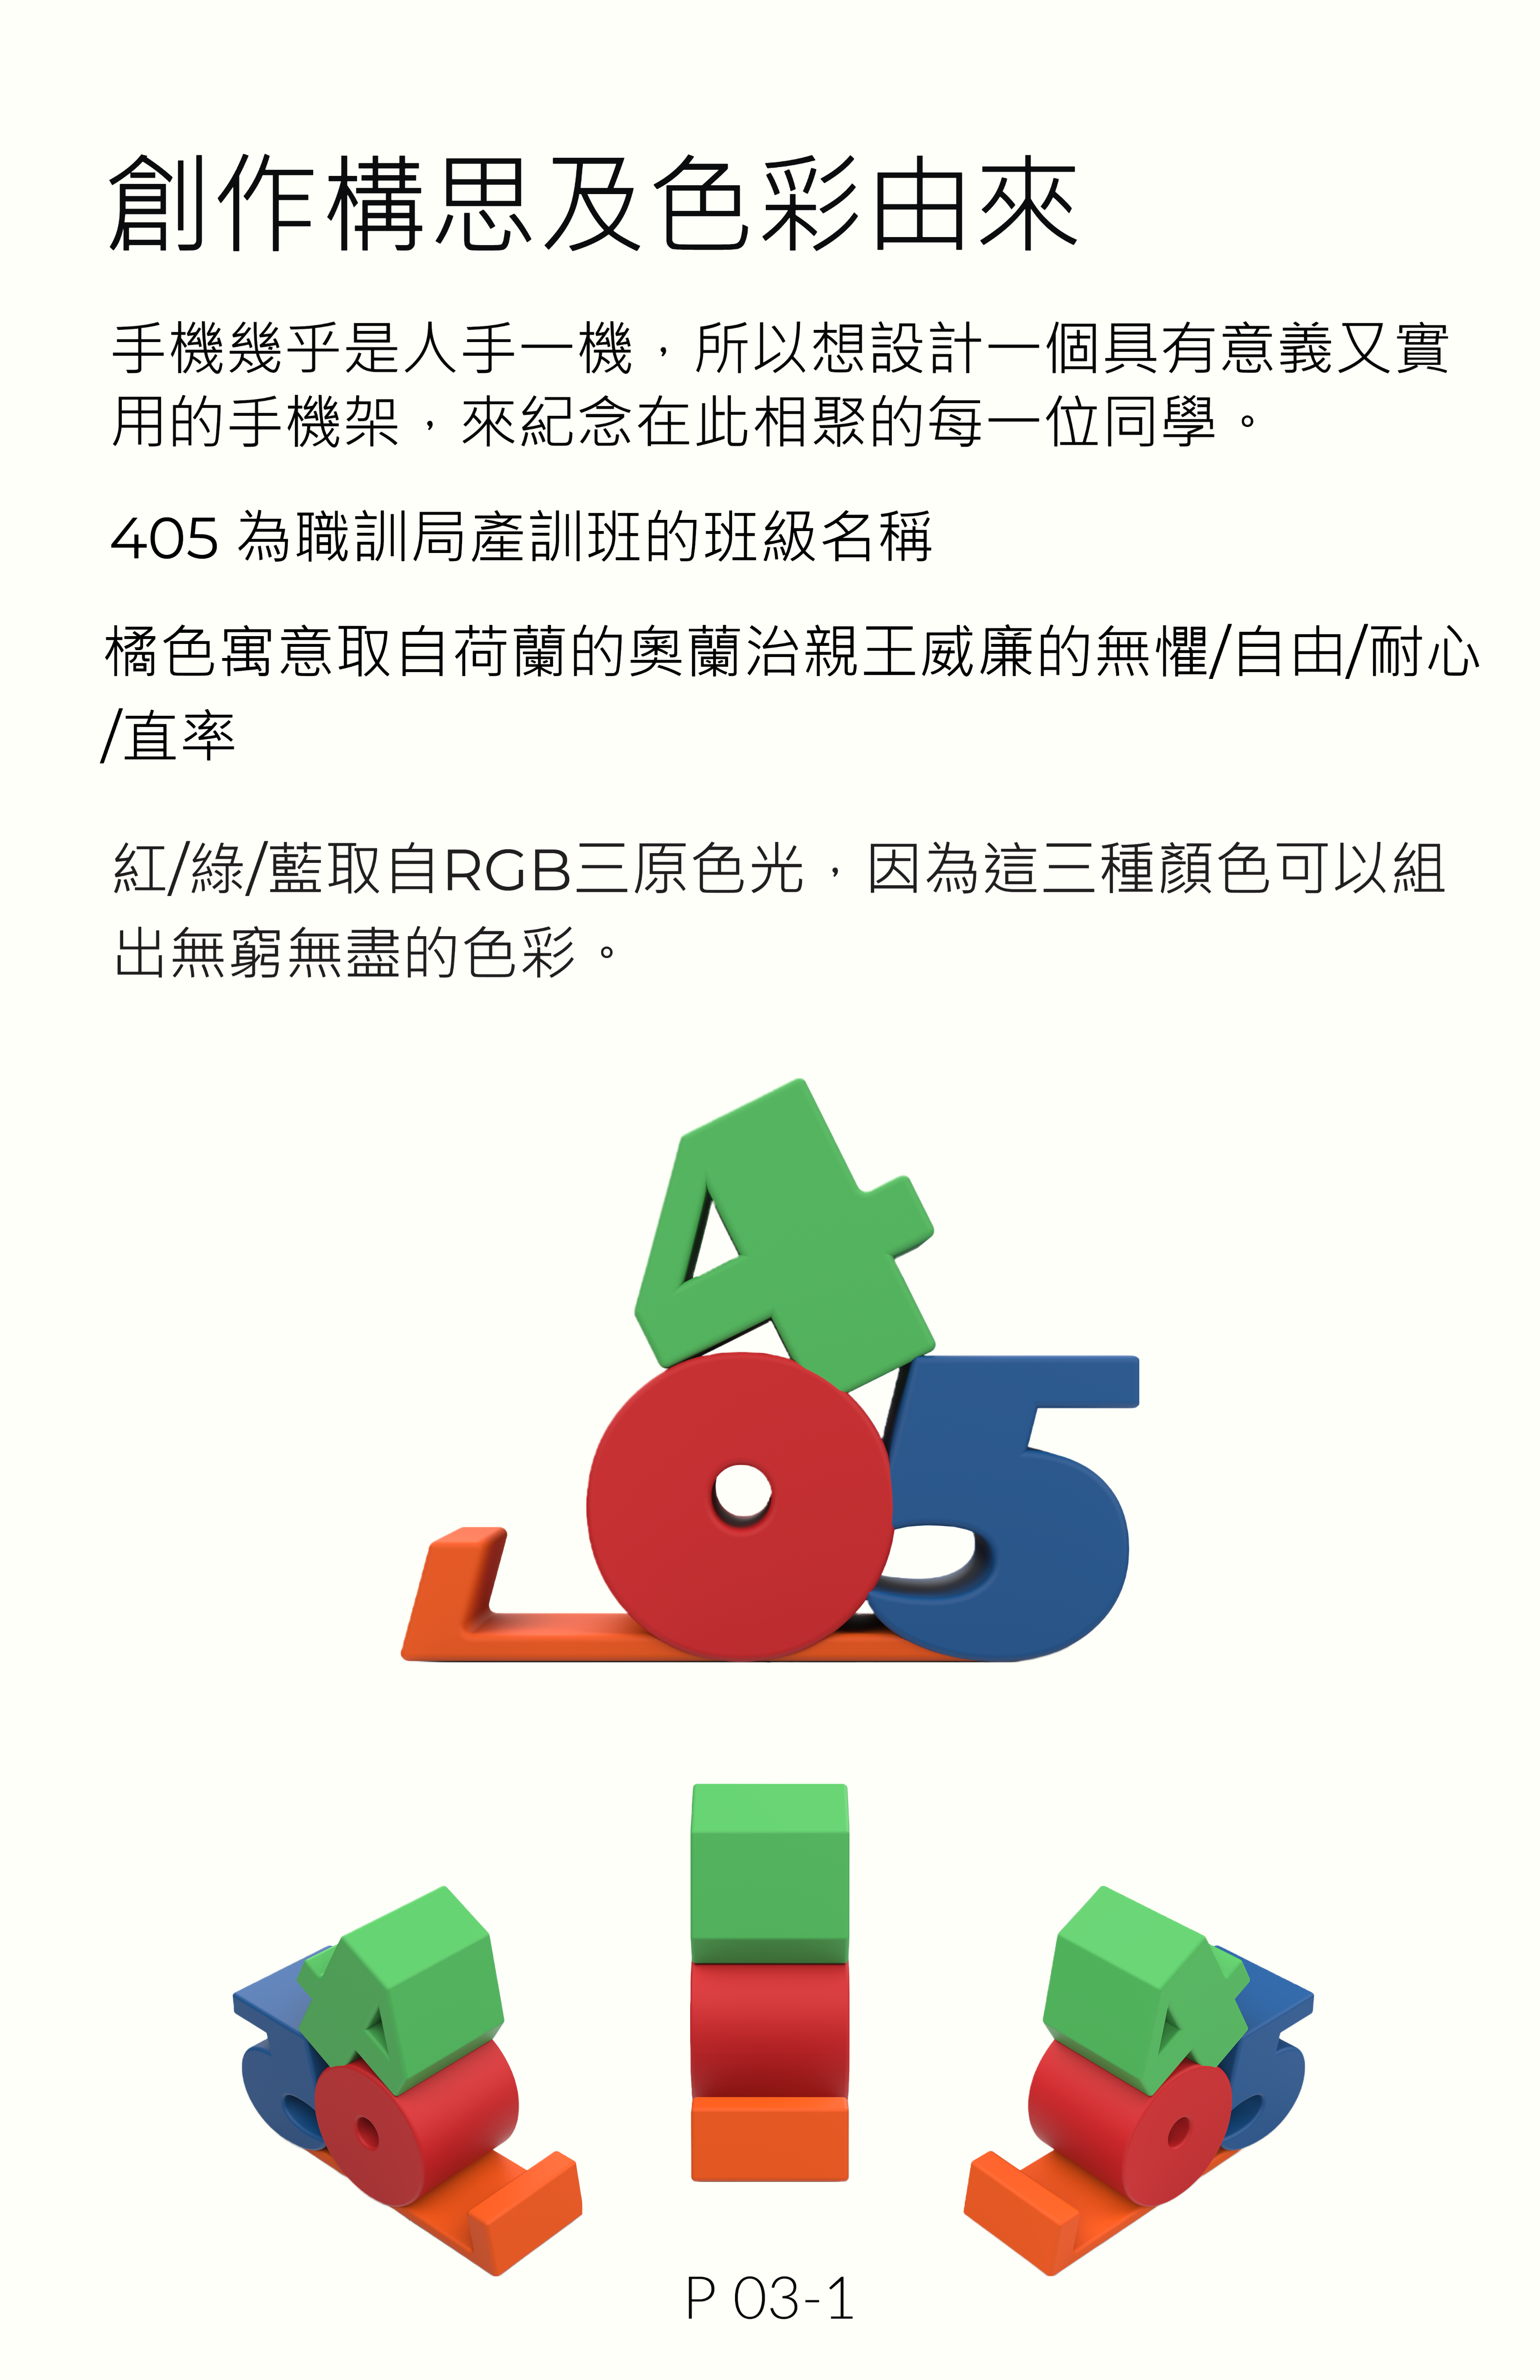 創作構思及色彩由來
手機幾乎是人手一機，所以想設計一個具有意義又實
用的手機架，來紀念在此相聚的每一位同學。
405 為職訓局產訓班的班級名稱
橘色寓意取自荷蘭的奧蘭治親王威廉的無懼/自由/耐心
/直率
紅/綠/藍取自RGB三原色光，因為這三種顏色可以組
出無窮無盡的色彩。
4
05
P 03-1